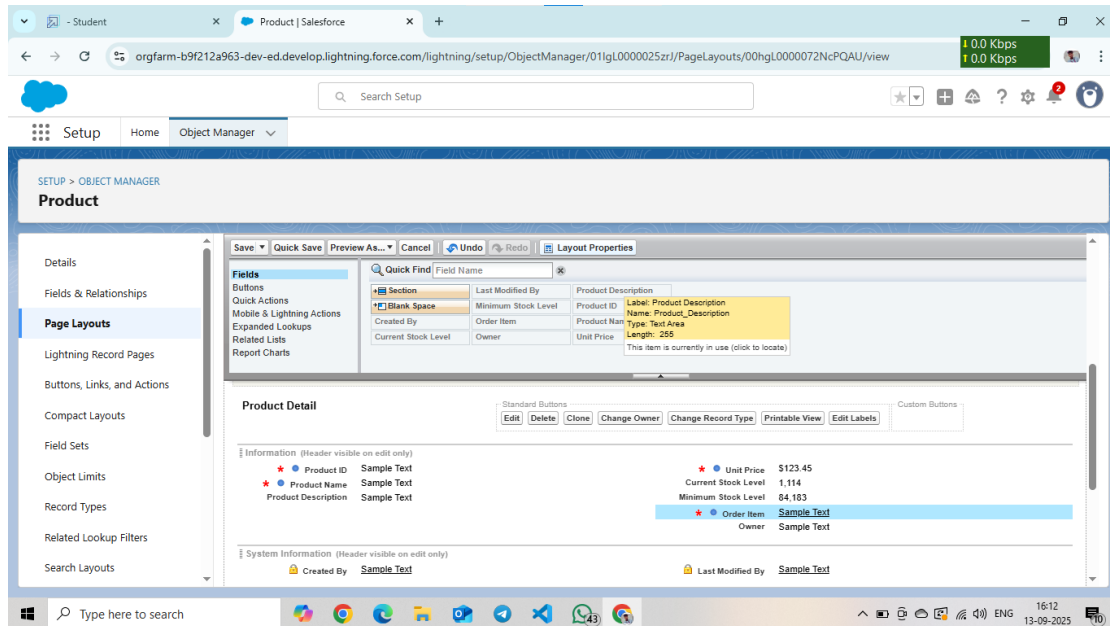 - Student
Product | Salesforce
orgfarm-b9f212a963-dev-ed.develop.lightning.force.com/lightning/setup/ObjectManager/01IgL0000025zrJ/PageLayouts/00hgL0000072NcPQAU/view
0.0 Kbps
0.0 Kbps
Search Setup
2
Setup Home Object Manager
SETUP > OBJECT MANAGER
Product
Details
Fields & Relationships
Page Layouts
Lightning Record Pages
Buttons, Links, and Actions
Compact Layouts
Field Sets
Object Limits
Record Types
Related Lookup Filters
Search Layouts
Save Quick Save Preview As... Cancel Undo Redo Layout Properties
Fields
Buttons
Quick Actions
Mobile & Lightning Actions
Expanded Lookups
Related Lists
Report Charts
Quick Find Field Name
Section Last Modified By Product Description
Blank Space Minimum Stock Level Product ID
Created By Order Item Product Nam
Current Stock Level Owner Unit Price
Label: Product Description
Name: Product_Description
Type: Text Area
Length: 255
This item is currently in use (click to locate)
Product Detail
Standard Buttons
Edit Delete Clone Change Owner Change Record Type Printable View Edit Labels
Custom Buttons
Information (Header visible on edit only)
* Product ID Sample Text
* Product Name Sample Text
Product Description Sample Text
* Unit Price $123.45
Current Stock Level 1,114
Minimum Stock Level 84,183
* Order Item Sample Text
Owner Sample Text
System Information (Header visible on edit only)
Created By Sample Text
Last Modified By Sample Text
Type here to search
43
ENG
16:12
13-09-2025
10